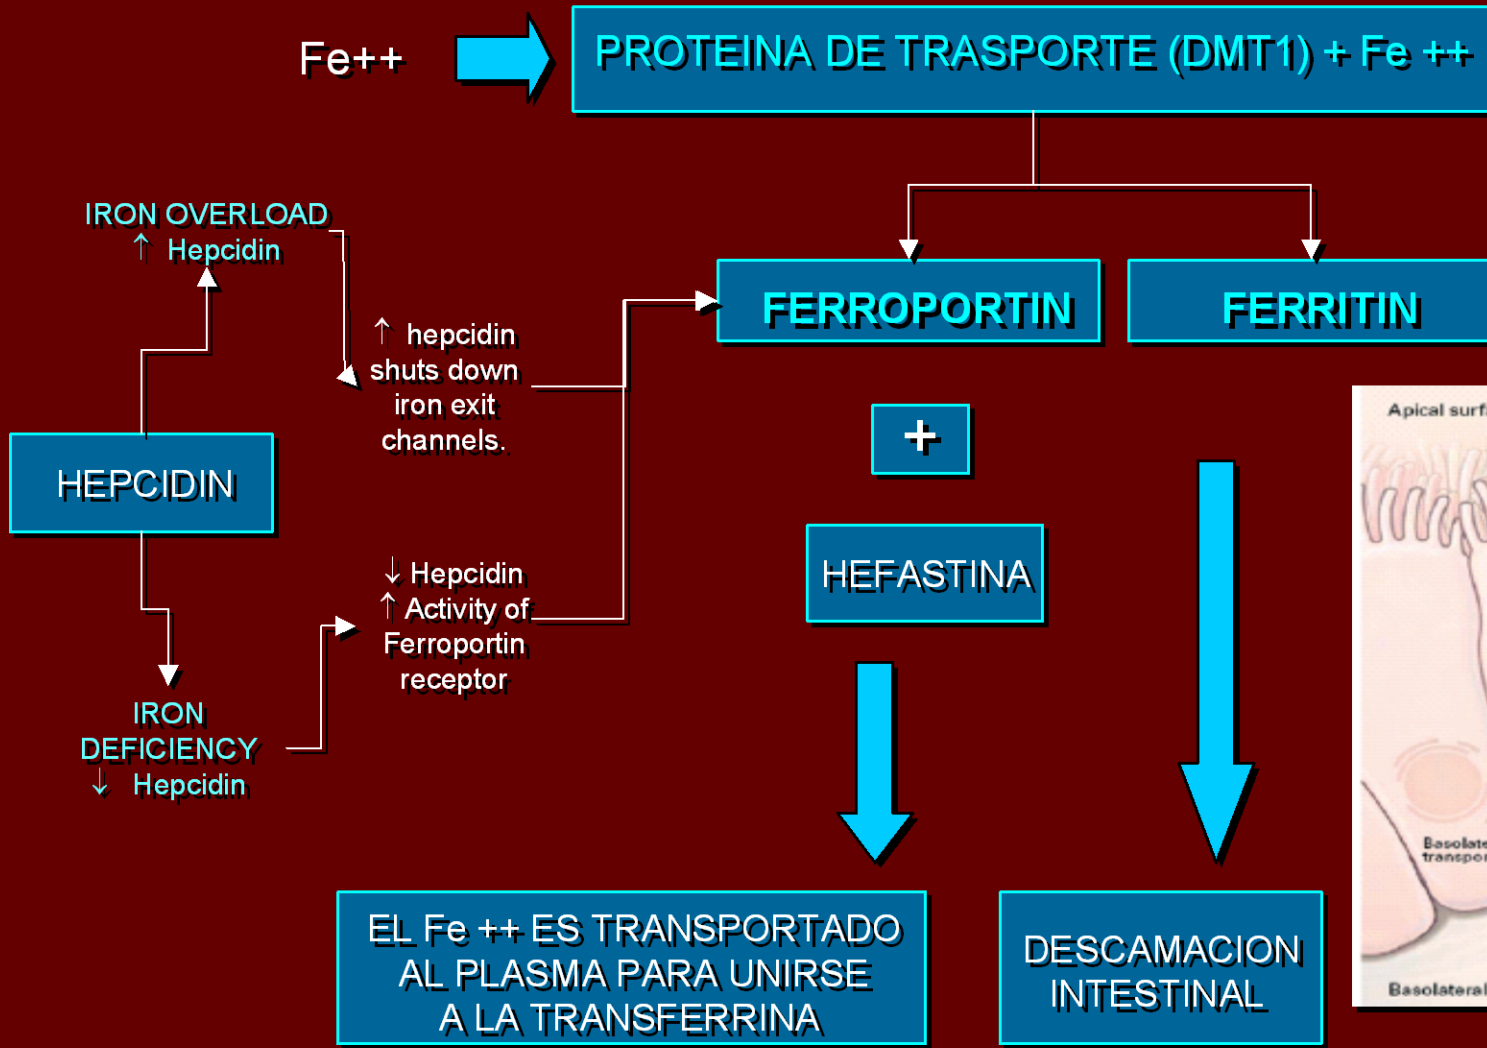 Fe++
PROTEINA DE TRASPORTE (DMT1) + Fe ++
IRON OVERLOAD
↑ Hepcidin
↑ hepcidin
shuts down
iron exit
channels.
FERROPORTIN
FERRITIN
+
HEPCIDIN
HEFASTINA
↓ Hepcidin
↑ Activity of
Ferroportin
receptor
IRON
DEFICIENCY
↓ Hepcidin
EL Fe ++ ES TRANSPORTADO
AL PLASMA PARA UNIRSE
A LA TRANSFERRINA
DESCAMACION
INTESTINAL
Apical
Basolateral